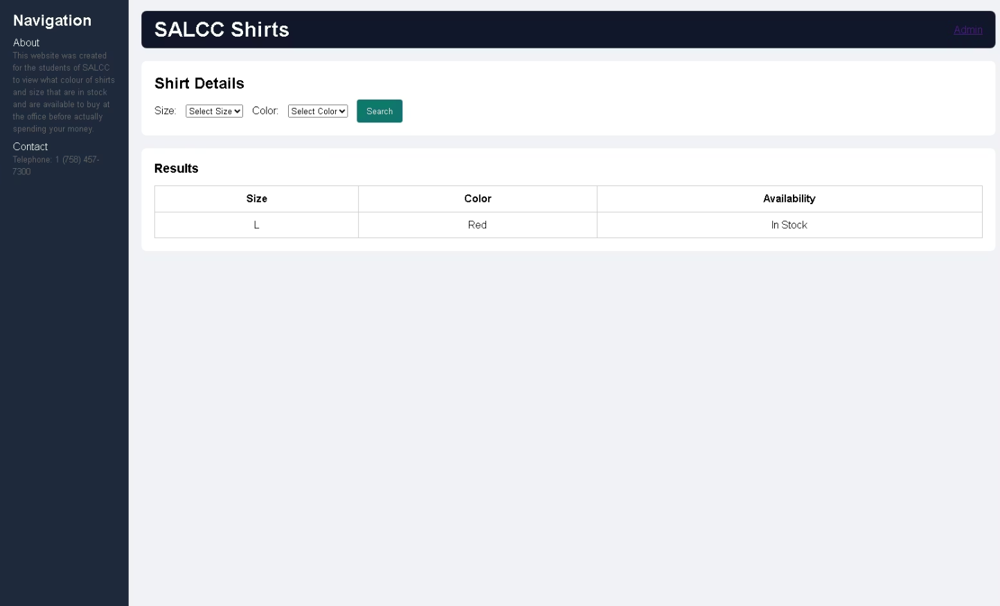 Navigation
About
This website was created
for the students of SALCC
to view what colour of shirts
and size that are in stock
and are available to buy at
the office before actually
spending your money.
Contact
Telephone: 1 (758) 457-
7300
SALCC Shirts
Admin
Shirt Details
Size: Select Size Color: Select Color Search
Results
Size Color Availability
L Red In Stock